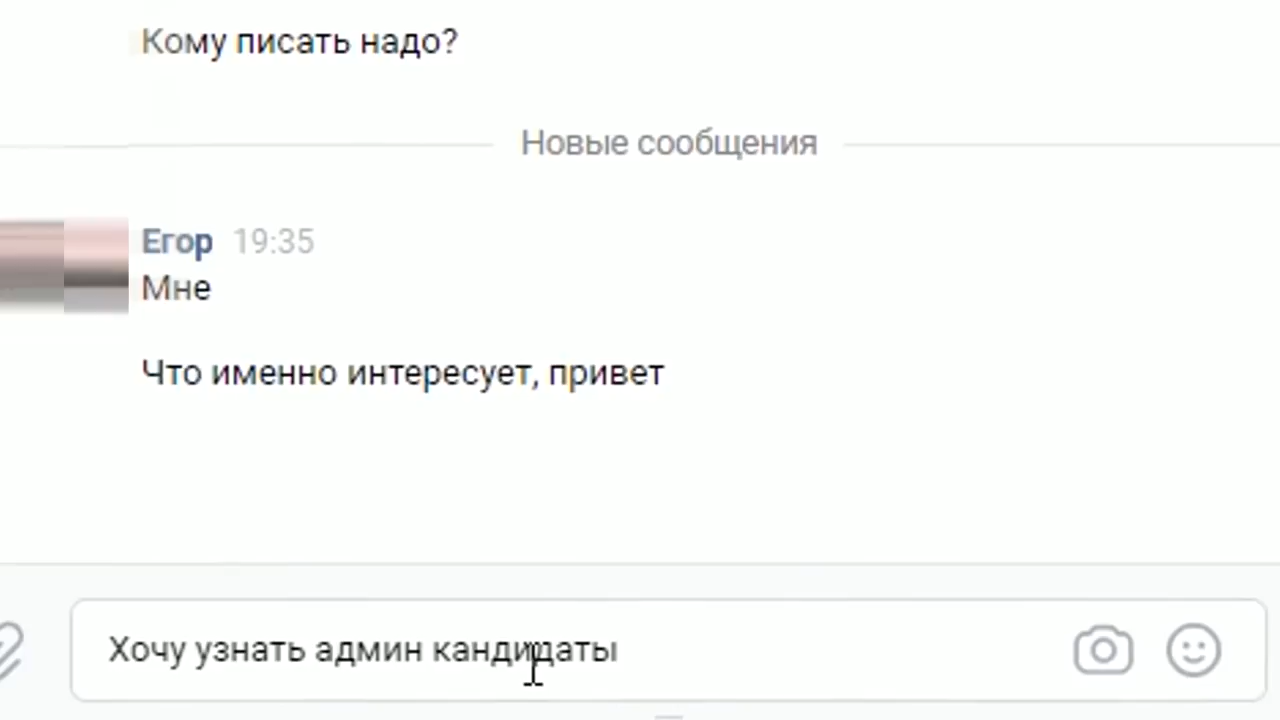 Кому писать надо?
Новые сообщения
Егор 19:35
Мне
Что именно интересует, привет
Хочу узнать админ кандидаты